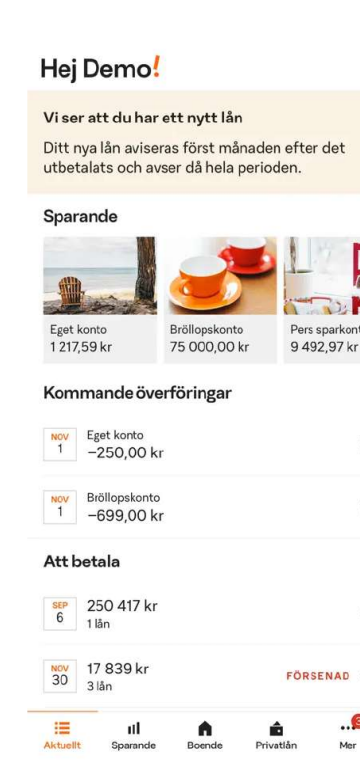 Hej Demo!
Vi ser att du har ett nytt lån
Ditt nya lån aviseras först månaden efter det
utbetalats och avser då hela perioden.
Sparande
Eget konto
1 217,59 kr
Bröllopskonto
75 000,00 kr
Pers sparkont
9 492,97 kr
Kommande överföringar
NOV
1
Eget konto
−250,00 kr
NOV
1
Bröllopskonto
−699,00 kr
Att betala
SEP
6
250 417 kr
1 lån
NOV
30
17 839 kr
3 lån
FÖRSENAD
Aktuellt
Sparande
Boende
Privatlån
Mer